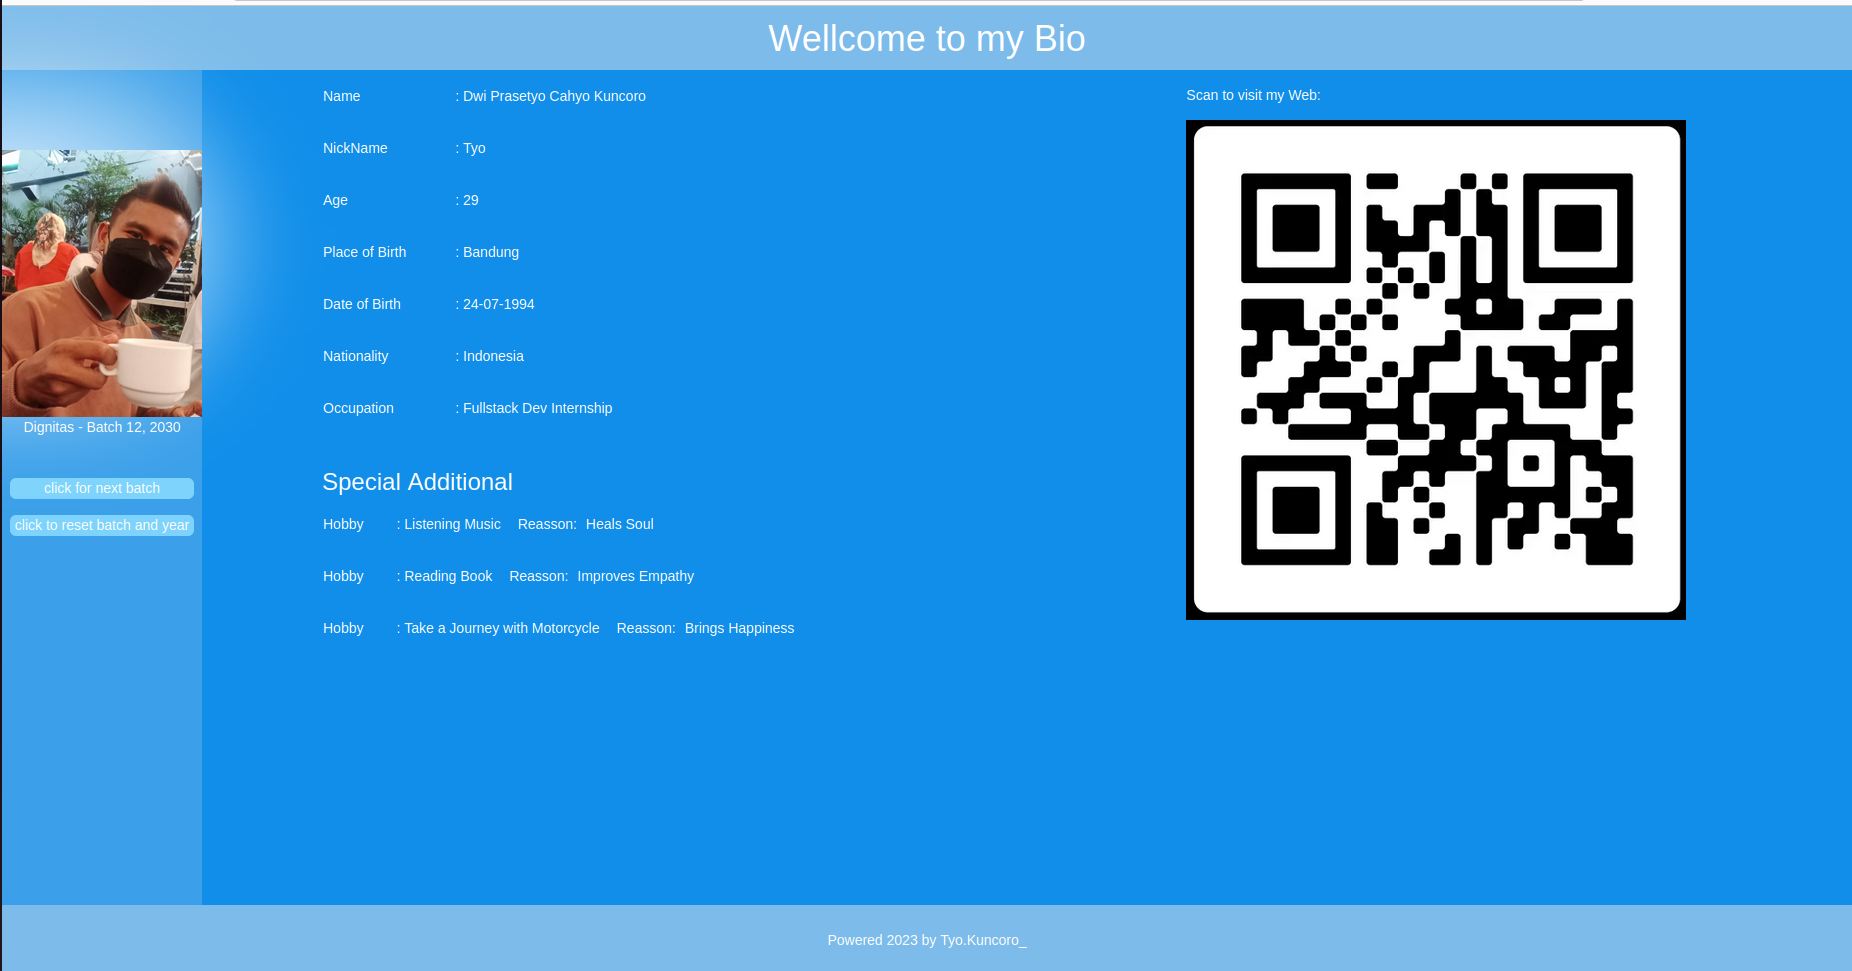 Wellcome to my Bio
Name : Dwi Prasetyo Cahyo Kuncoro
NickName : Tyo
Age : 29
Place of Birth : Bandung
Date of Birth : 24-07-1994
Nationality : Indonesia
Occupation : Fullstack Dev Internship
Special Additional
Hobby : Listening Music Reasson: Heals Soul
Hobby : Reading Book Reasson: Improves Empathy
Hobby : Take a Journey with Motorcycle Reasson: Brings Happiness
Scan to visit my Web:
Dignitas - Batch 12, 2030
click for next batch
click to reset batch and year
Powered 2023 by Tyo.Kuncoro_